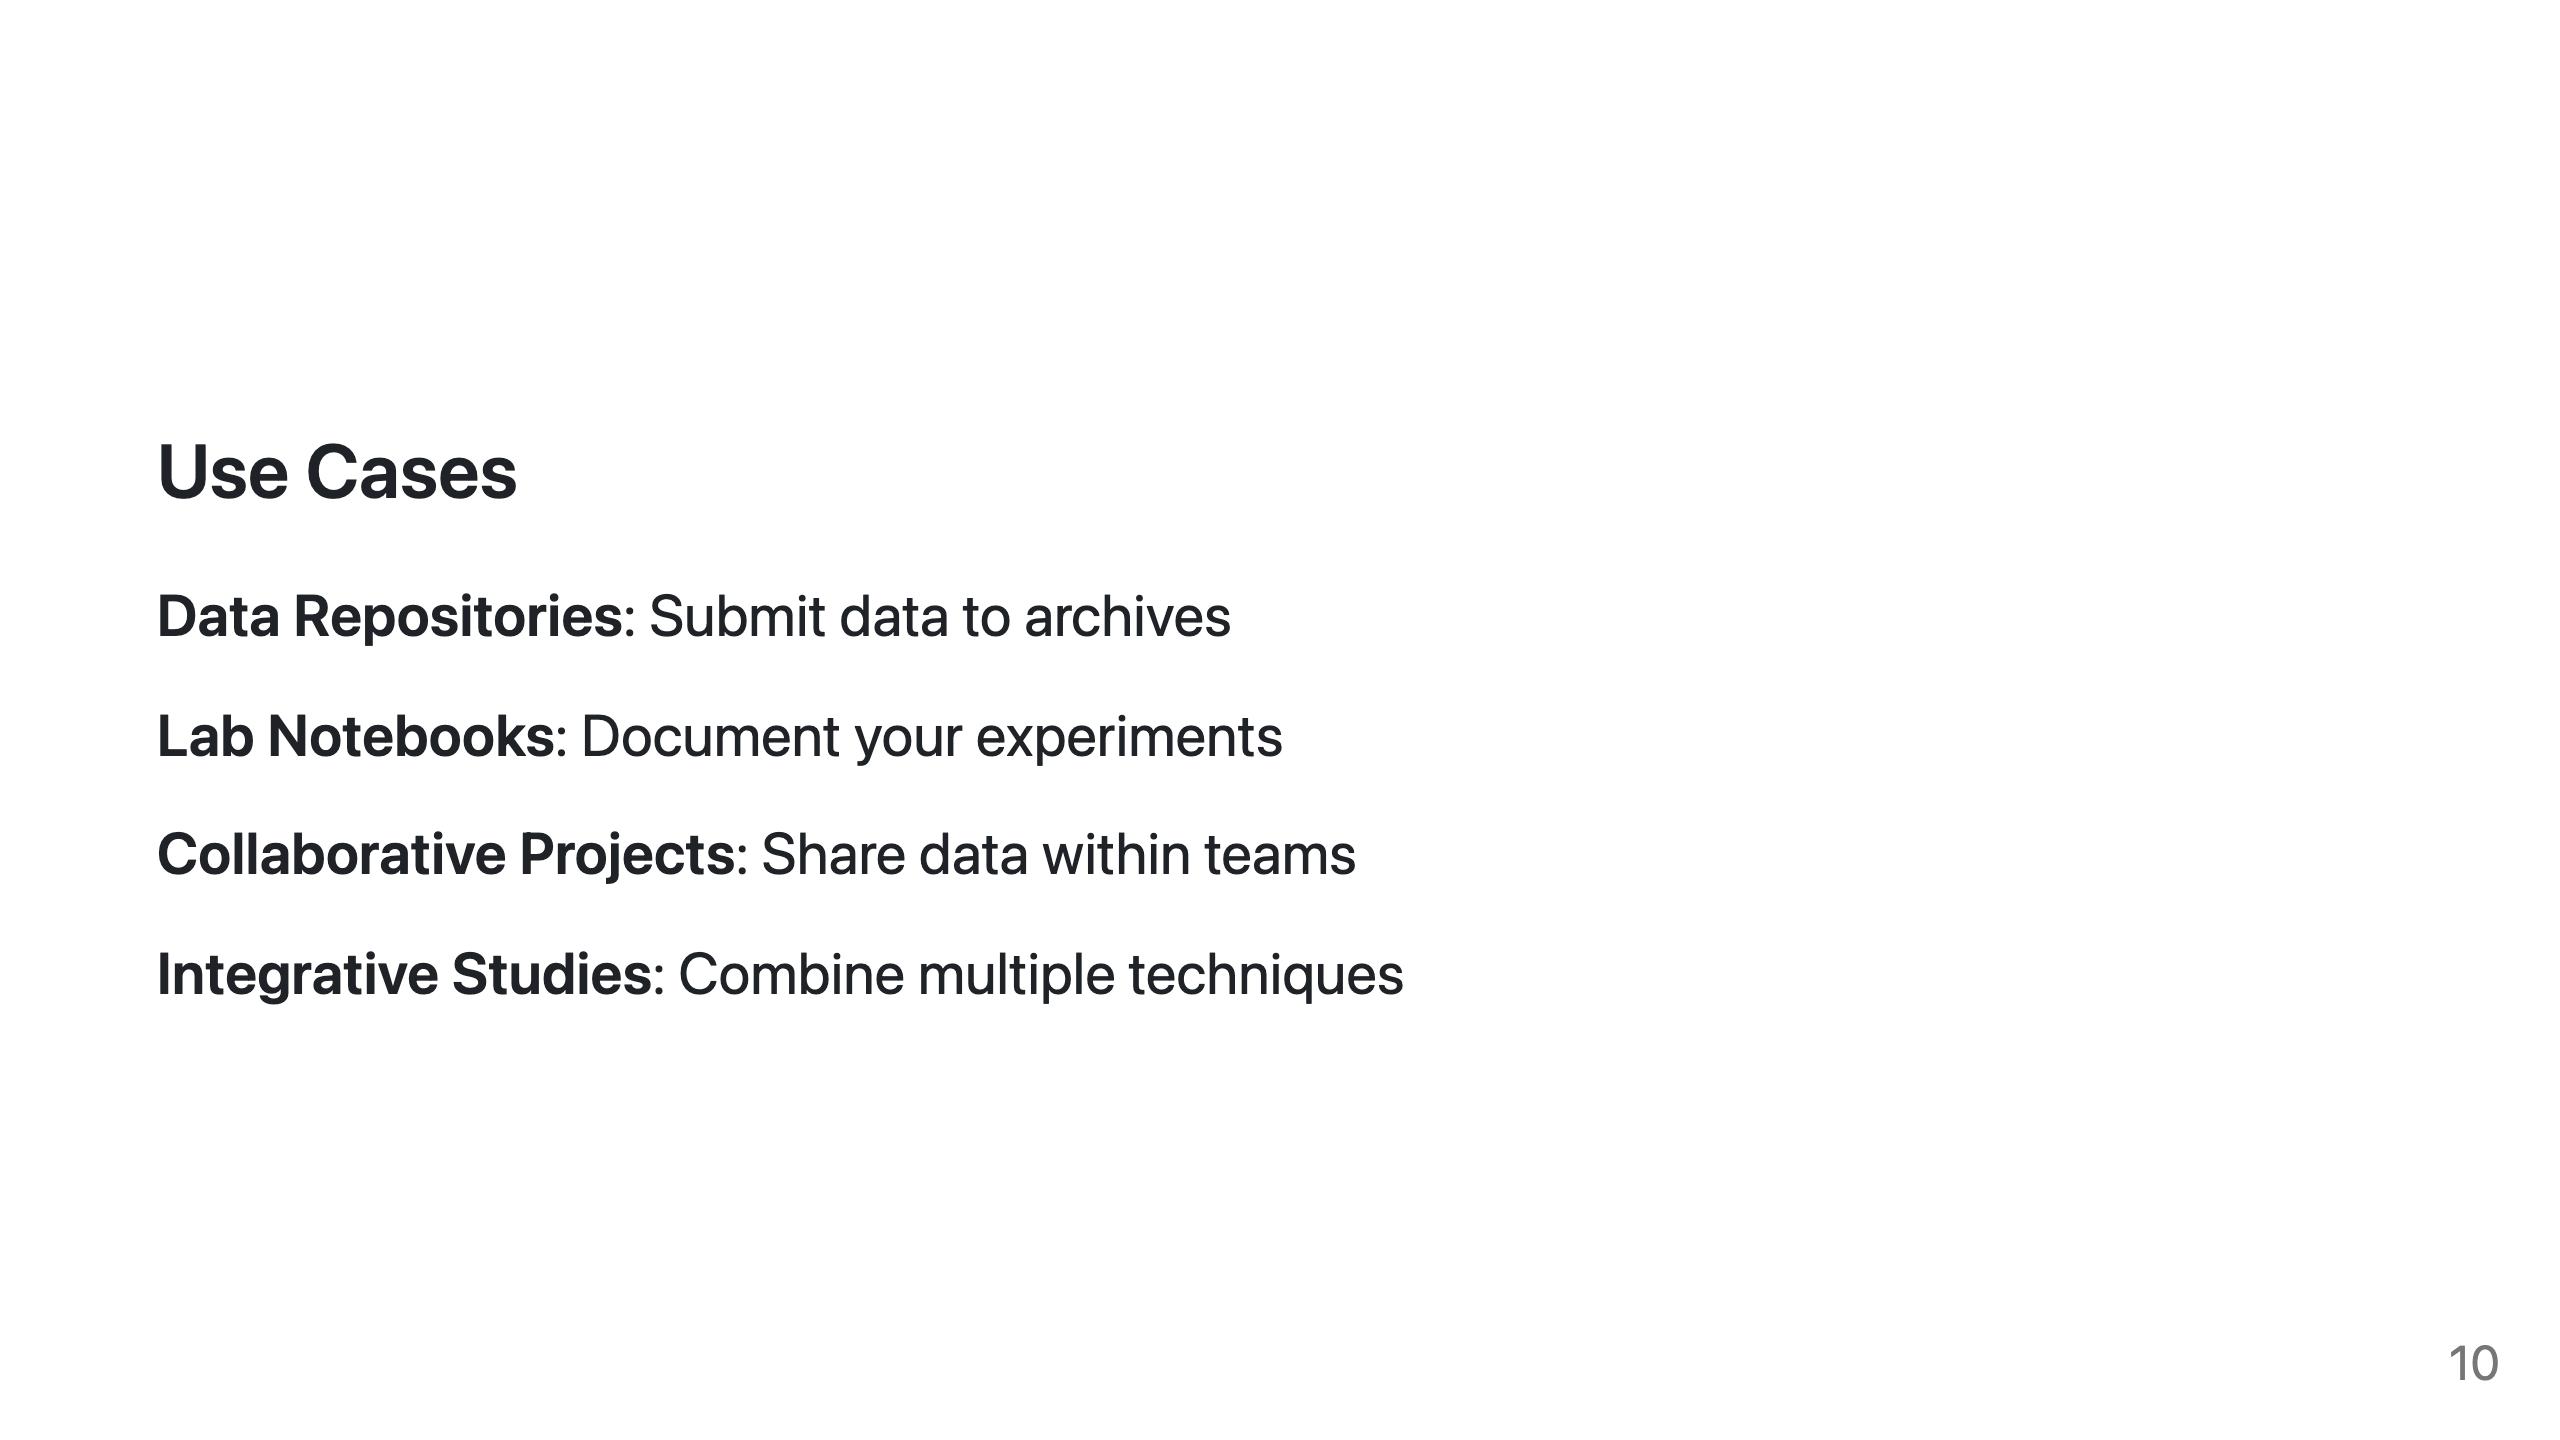 Use Cases
Data Repositories: Submit data to archives
Lab Notebooks: Document your experiments
Collaborative Projects: Share data within teams
Integrative Studies: Combine multiple techniques
10